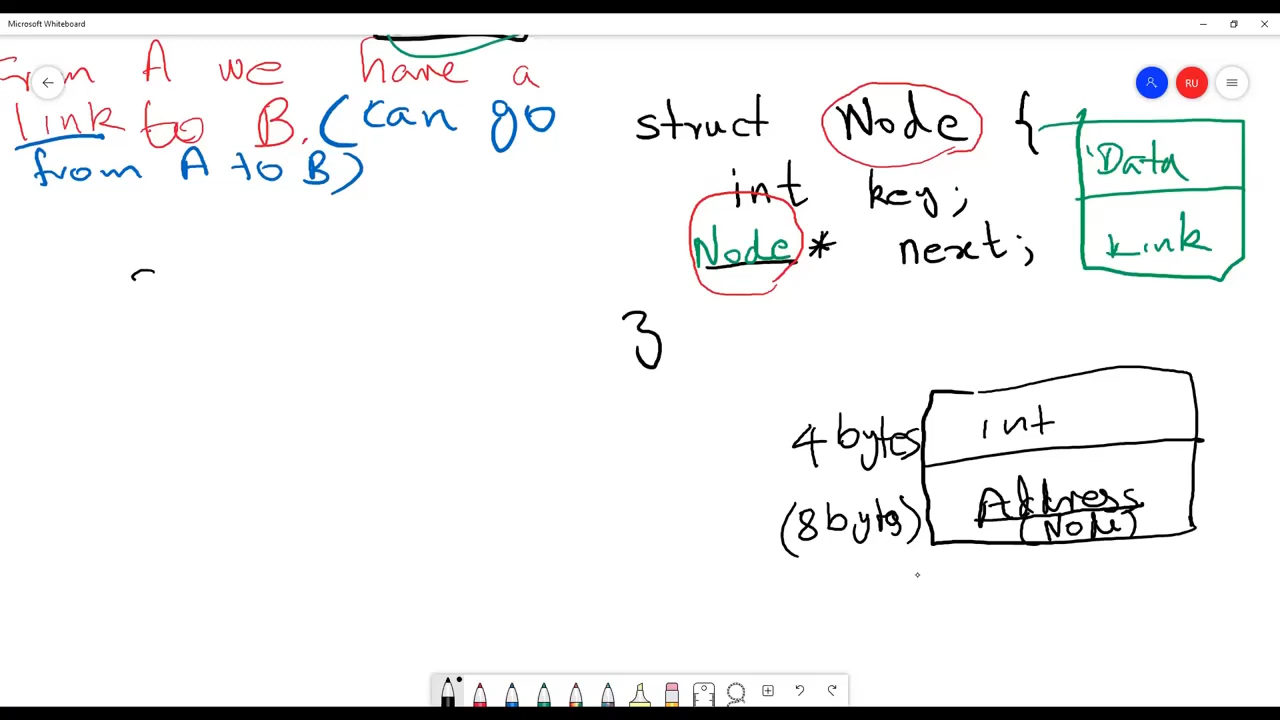 Microsoft Whiteboard
From A we have a
link to B. (can go
from A to B)
RU
struct Node {
int key;
Node * next;
}
Data
Link
4 bytes
int
(8 bytes)
Address
(Node)